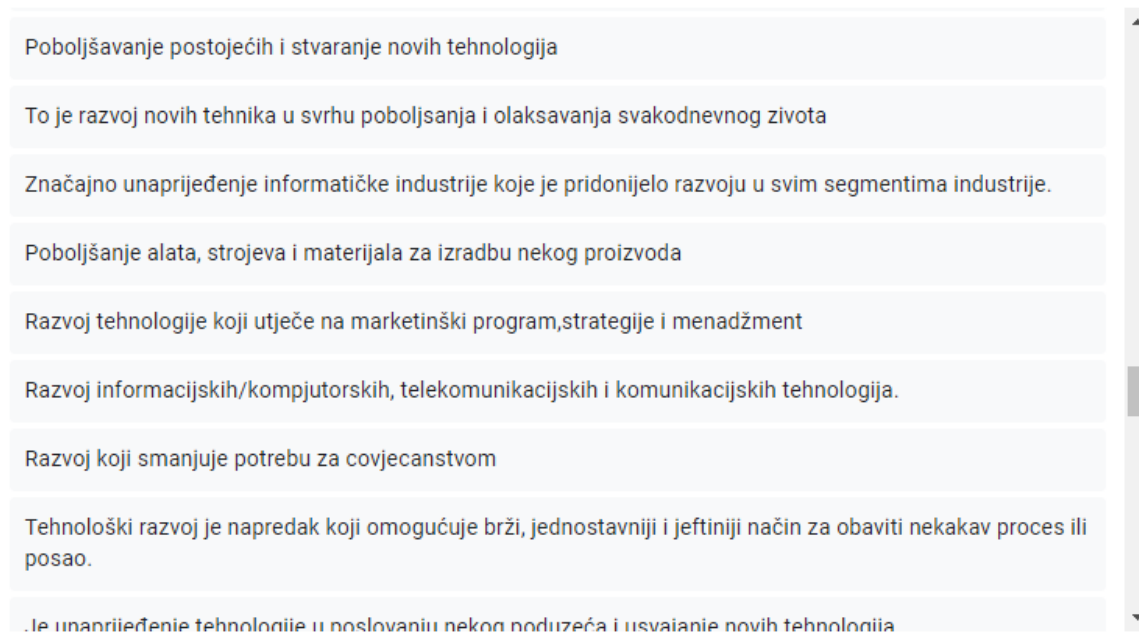 Poboljšavanje postojećih i stvaranje novih tehnologija
To je razvoj novih tehnika u svrhu poboljsanja i olaksavanja svakodnevnog zivota
Značajno unaprijeđenje informatičke industrije koje je pridonijelo razvoju u svim segmentima industrije.
Poboljšanje alata, strojeva i materijala za izradbu nekog proizvoda
Razvoj tehnologije koji utječe na marketinški program,strategije i menadžment
Razvoj informacijskih/kompjutorskih, telekomunikacijskih i komunikacijskih tehnologija.
Razvoj koji smanjuje potrebu za covjecanstvom
Tehnološki razvoj je napredak koji omogućuje brži, jednostavniji i jeftiniji način za obaviti nekakav proces ili
posao.
Je unaprijeđenje tehnologije u poslovanju nekog poduzeća i usvajanje novih tehnologija